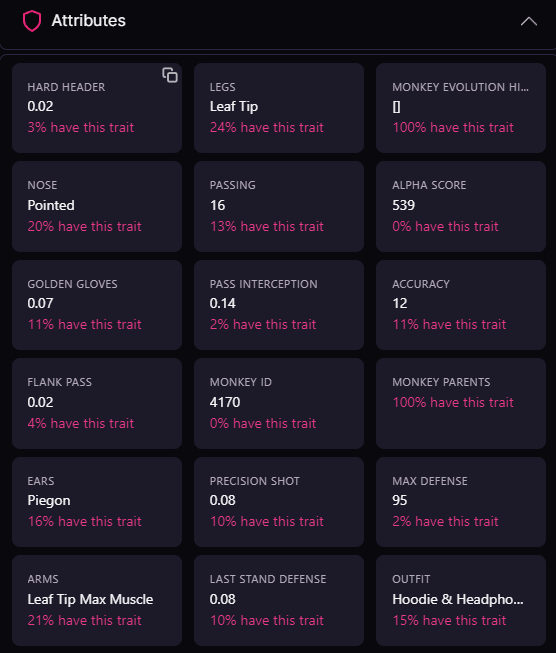 Attributes
HARD HEADER
0.02
3% have this trait
LEGS
Leaf Tip
24% have this trait
MONKEY EVOLUTION HI...
[]
100% have this trait
NOSE
Pointed
20% have this trait
PASSING
16
13% have this trait
ALPHA SCORE
539
0% have this trait
GOLDEN GLOVES
0.07
11% have this trait
PASS INTERCEPTION
0.14
2% have this trait
ACCURACY
12
11% have this trait
FLANK PASS
0.02
4% have this trait
MONKEY ID
4170
0% have this trait
MONKEY PARENTS
100% have this trait
EARS
Piegon
16% have this trait
PRECISION SHOT
0.08
10% have this trait
MAX DEFENSE
95
2% have this trait
ARMS
Leaf Tip Max Muscle
21% have this trait
LAST STAND DEFENSE
0.08
10% have this trait
OUTFIT
Hoodie & Headpho...
15% have this trait